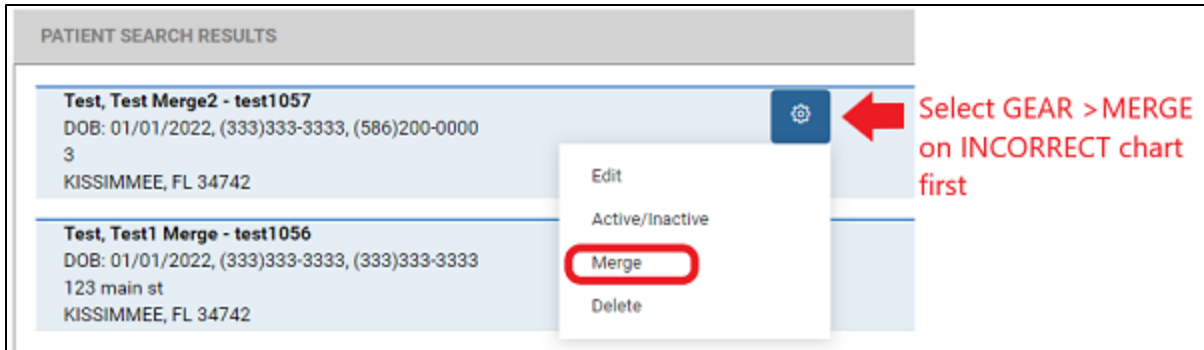 PATIENT SEARCH RESULTS
Test, Test Merge2 - test1057
DOB: 01/01/2022, (333)333-3333, (586)200-0000
3
KISSIMMEE, FL 34742
Select GEAR >MERGE
on INCORRECT chart
first
Edit
Active/Inactive
Merge
Delete
Test, Test1 Merge - test1056
DOB: 01/01/2022, (333)333-3333, (333)333-3333
123 main st
KISSIMMEE, FL 34742